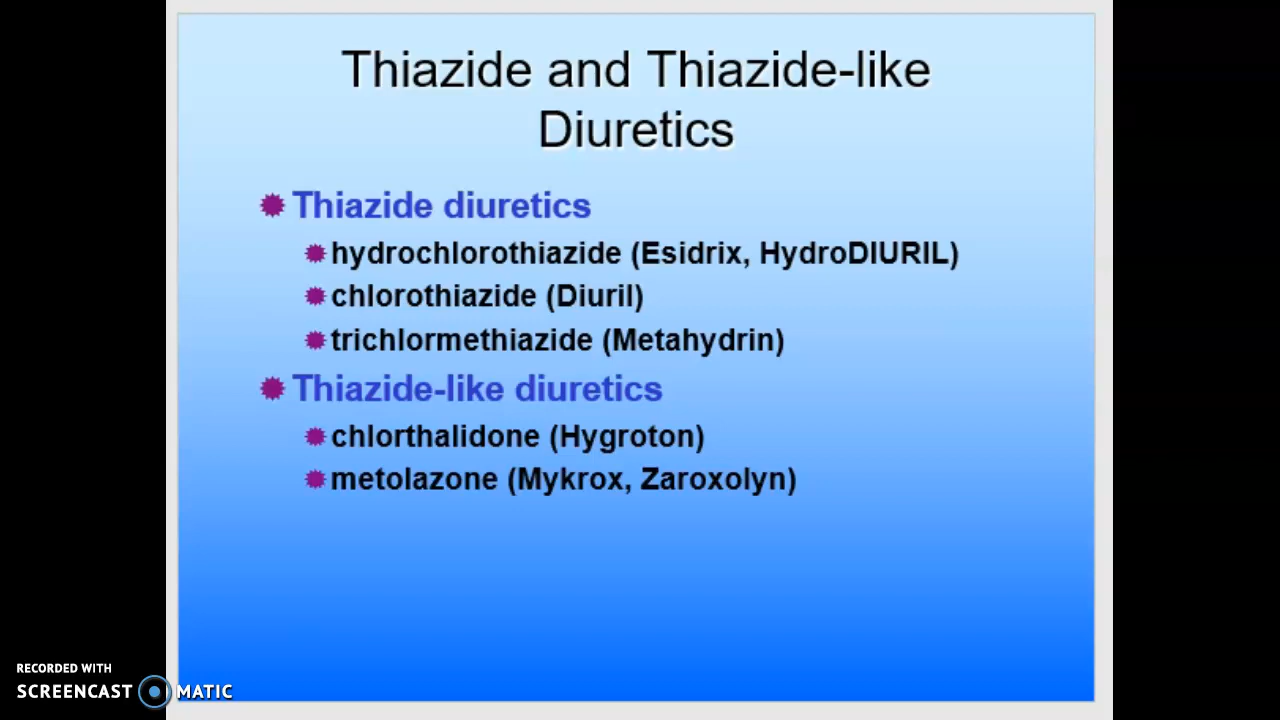 Thiazide and Thiazide-like
Diuretics
Thiazide diuretics
hydrochlorothiazide (Esidrix, HydroDIURIL)
chlorothiazide (Diuril)
trichlormethiazide (Metahydrin)
Thiazide-like diuretics
chlorthalidone (Hygroton)
metolazone (Mykrox, Zaroxolyn)
RECORDED WITH
SCREENCAST MATIC